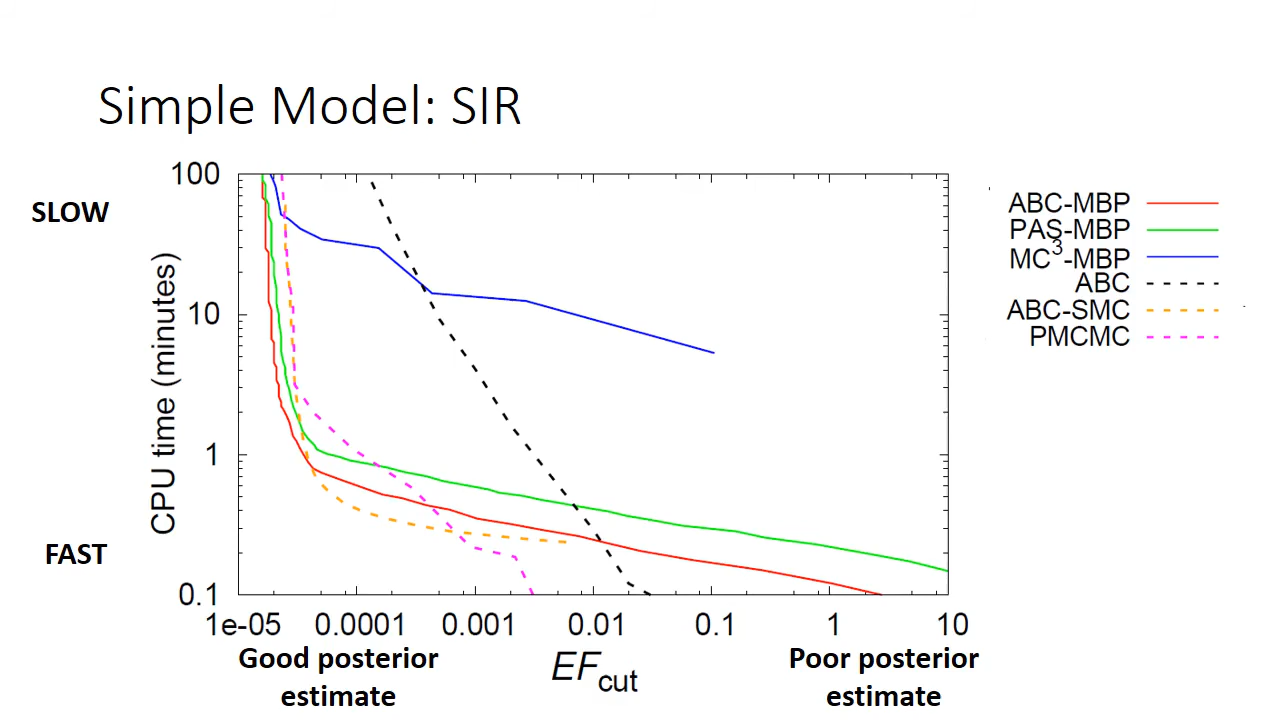 Simple Model: SIR
SLOW
FAST
CPU time (minutes)
100
10
1
0.1
1e-05 0.0001 0.001 0.01 0.1 1 10
Good posterior
estimate
EFcut
Poor posterior
estimate
ABC-MBP
PAS-MBP
MC³-MBP
ABC
ABC-SMC
PMCMC